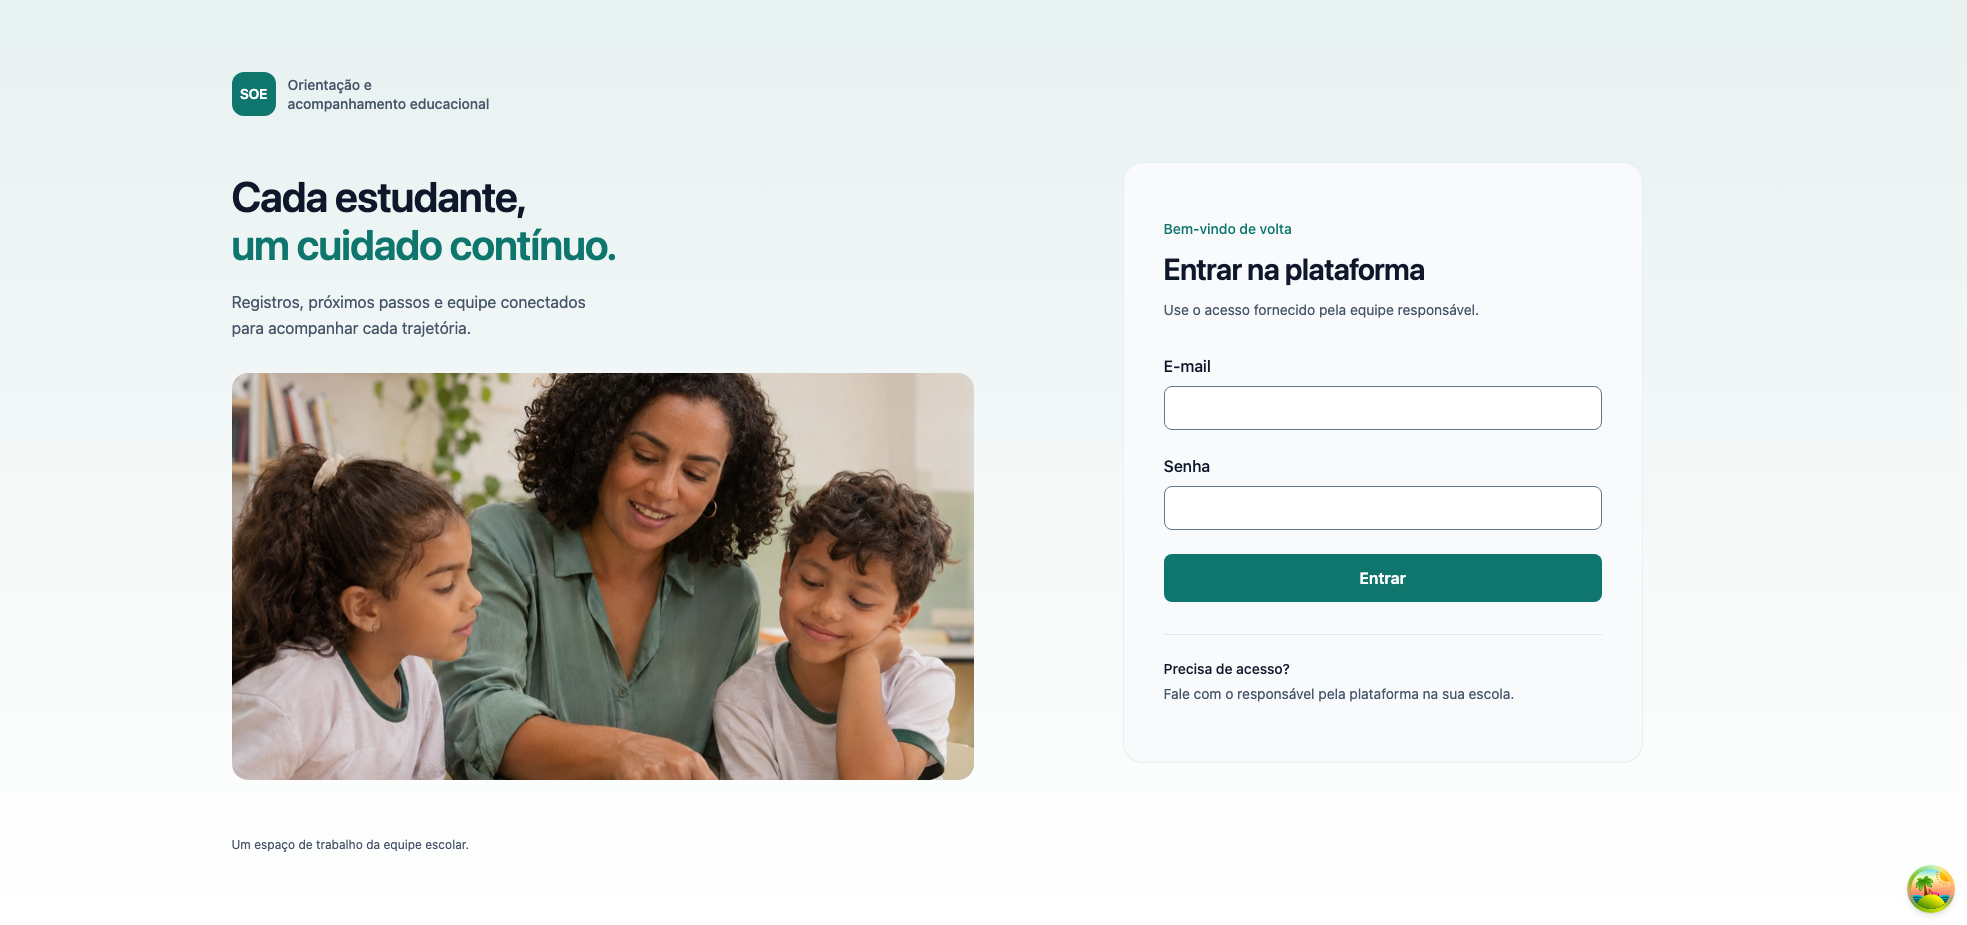 SOE
Orientação e
acompanhamento educacional
Cada estudante,
um cuidado contínuo.
Registros, próximos passos e equipe conectados
para acompanhar cada trajetória.
Um espaço de trabalho da equipe escolar.
Bem-vindo de volta
Entrar na plataforma
Use o acesso fornecido pela equipe responsável.
E-mail
Senha
Entrar
Precisa de acesso?
Fale com o responsável pela plataforma na sua escola.